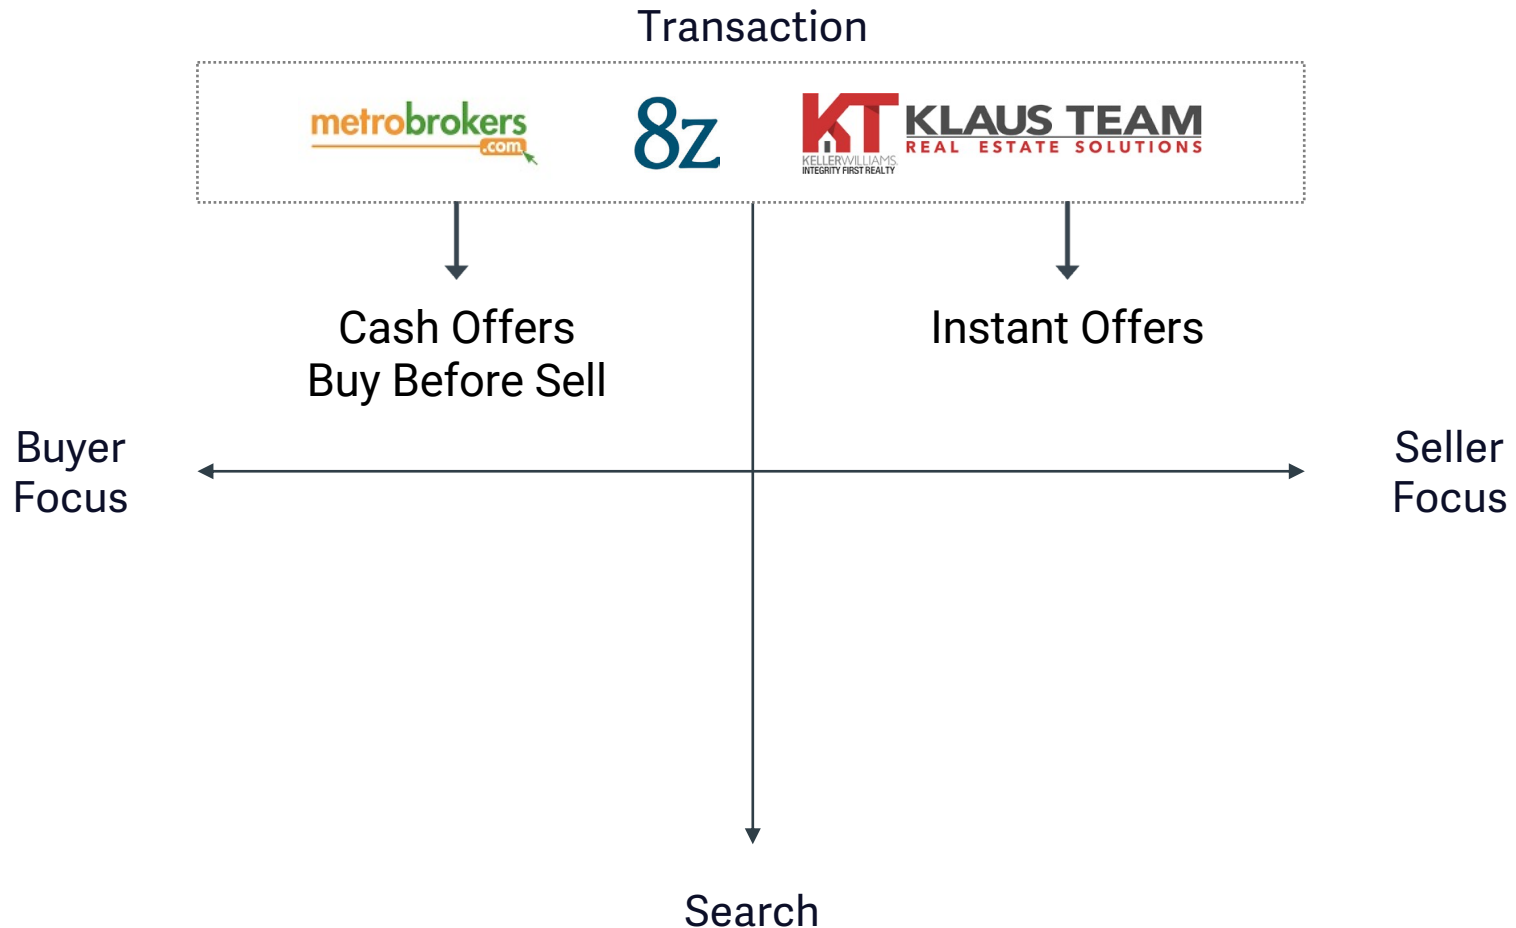 Transaction
metrobrokers
.com
8z
KT KLAUS TEAM
REAL ESTATE SOLUTIONS
KELLERWILLIAMS.
INTEGRITY FIRST REALTY
Cash Offers
Buy Before Sell
Instant Offers
Buyer
Focus
Seller
Focus
Search